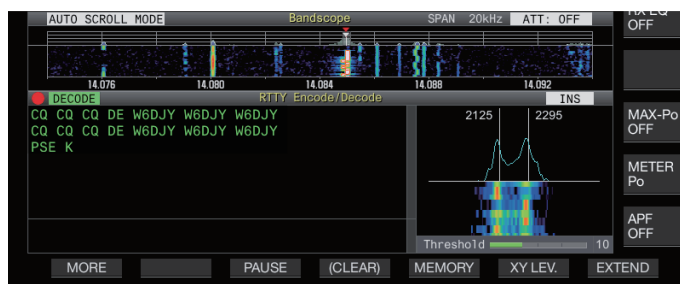 AUTO SCROLL MODE Bandscope SPAN 20kHz ATT: OFF
RX EQ
OFF
14.076 14.080 14.084 14.088 14.092
DECODE RTTY Encode/Decode INS
CQ CQ CQ DE W6DJY W6DJY W6DJY
CQ CQ CQ DE W6DJY W6DJY W6DJY
PSE K
2125 2295
MAX-Po
OFF
METER
Po
APF
OFF
Threshold 10
MORE PAUSE (CLEAR) MEMORY XY LEV. EXTEND